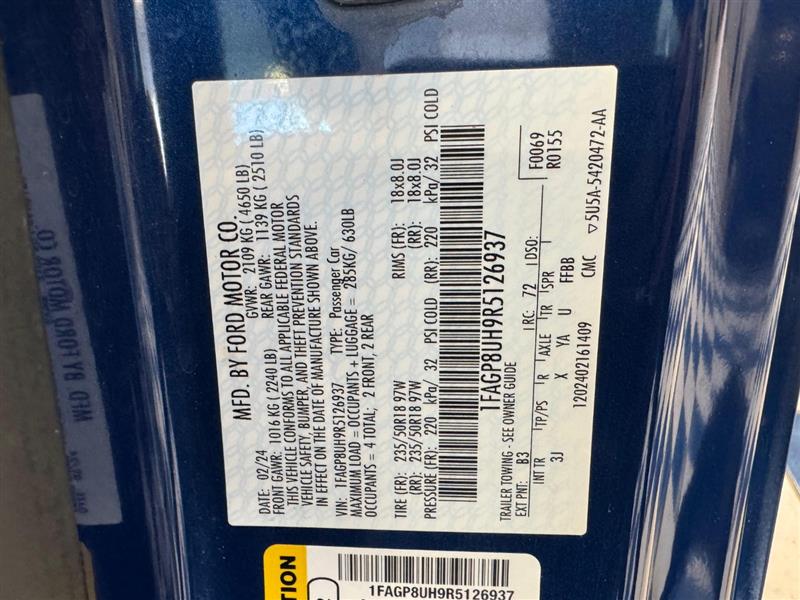 MFD. BY FORD MOTOR CO.
DATE: 02/24 GVWR: 2109 KG ( 4650 LB)
FRONT GAWR: 1016 KG ( 2240 LB) REAR GAWR: 1139 KG ( 2510 LB)
THIS VEHICLE CONFORMS TO ALL APPLICABLE FEDERAL MOTOR
VEHICLE SAFETY, BUMPER, AND THEFT PREVENTION STANDARDS
IN EFFECT ON THE DATE OF MANUFACTURE SHOWN ABOVE.
VIN: 1FAGP8UH9R5126937 TYPE: Passenger Car
MAXIMUM LOAD = OCCUPANTS + LUGGAGE = 285KG/ 630LB
OCCUPANTS = 4 TOTAL; 2 FRONT, 2 REAR
TIRE (FR): 235/50R18 97W RIMS (FR): 18x8.0J
(RR): 235/50R18 97W (RR): 18x8.0J
PRESSURE (FR): 220 kPa/ 32 PSI COLD (RR): 220 kPa/ 32 PSI COLD
1FAGP8UH9R5126937
TRAILER TOWING - SEE OWNER GUIDE
F0069
R0155
EXT PNT: B3 RC: 72 DSO:
INT TR TP/PS R AXLE TR SPR
3J X YA U FFBB
1202402161409 CMC ▽5U5A-5420472-AA
TION
1FAGP8UH9R5126937